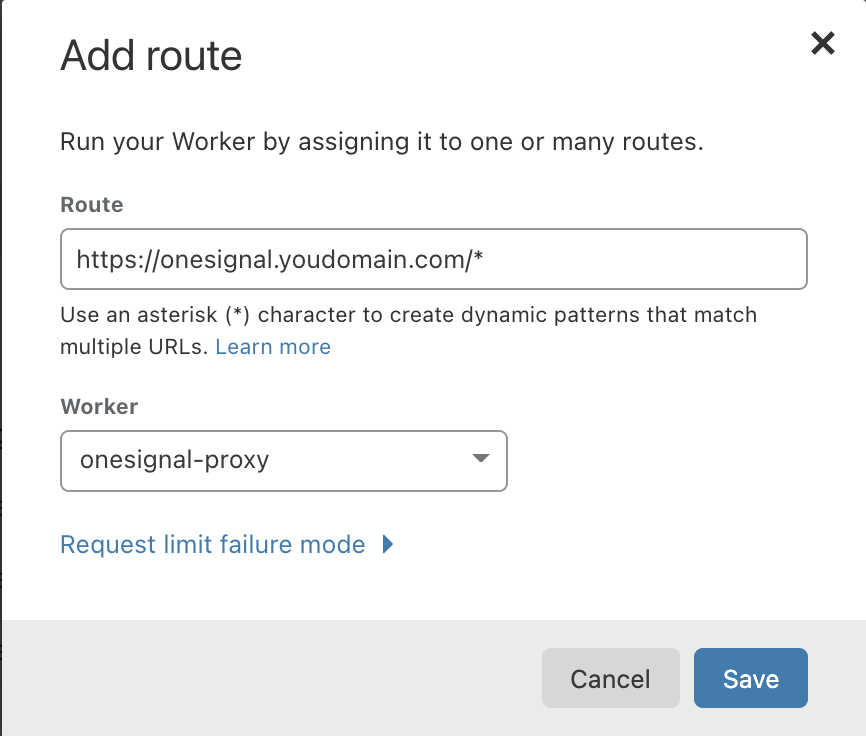 Add route
Run your Worker by assigning it to one or many routes.
Route
https://onesignal.youdomain.com/*
Use an asterisk (*) character to create dynamic patterns that match
multiple URLs. Learn more
Worker
onesignal-proxy
Request limit failure mode
Cancel
Save